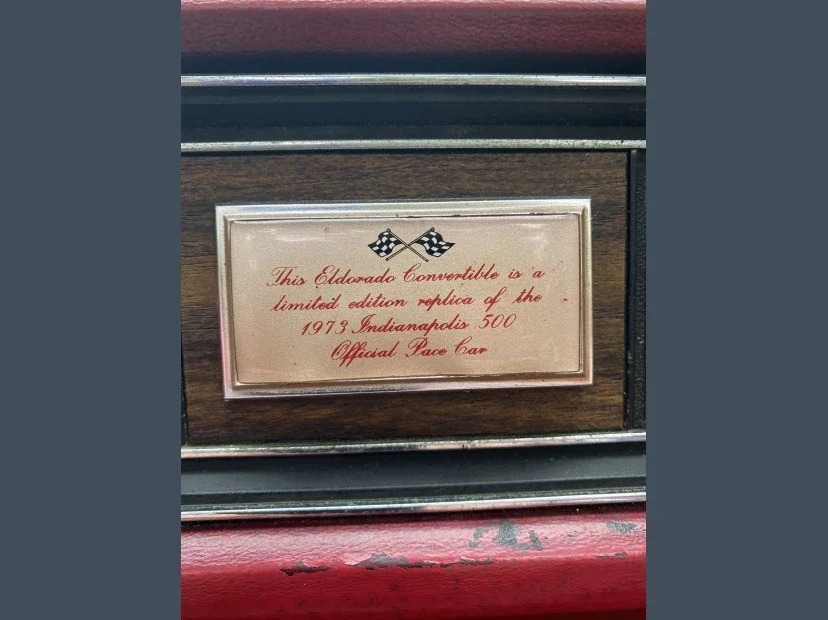 This Eldorado Convertible is a
limited edition replica of the
1973 Indianapolis 500
Official Pace Car